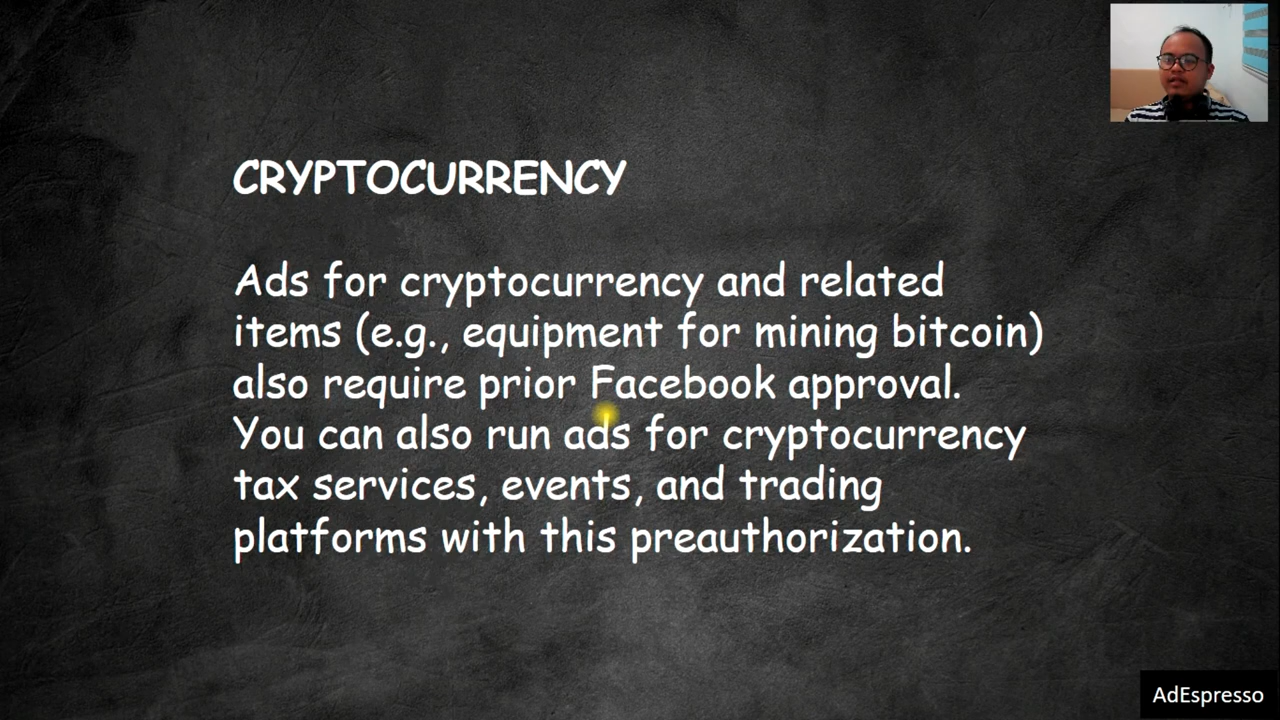 CRYPTOCURRENCY
Ads for cryptocurrency and related
items (e.g., equipment for mining bitcoin)
also require prior Facebook approval.
You can also run ads for cryptocurrency
tax services, events, and trading
platforms with this preauthorization.
AdEspresso